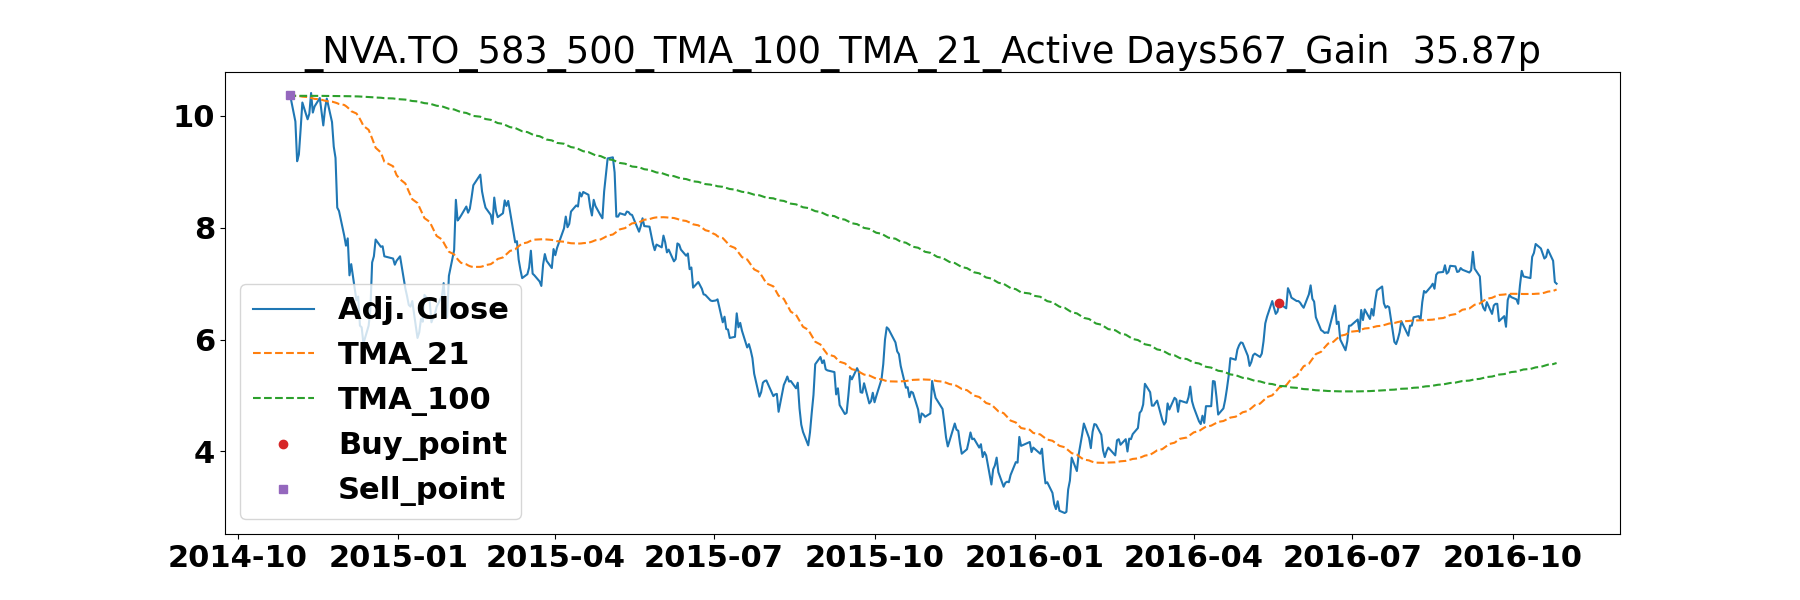 _NVA.TO_583_500_TMA_100_TMA_21_Active Days567_Gain  35.87p
10
8
6
4
Adj. Close
TMA_21
TMA_100
Buy_point
Sell_point
2014-10 2015-01 2015-04 2015-07 2015-10 2016-01 2016-04 2016-07 2016-10